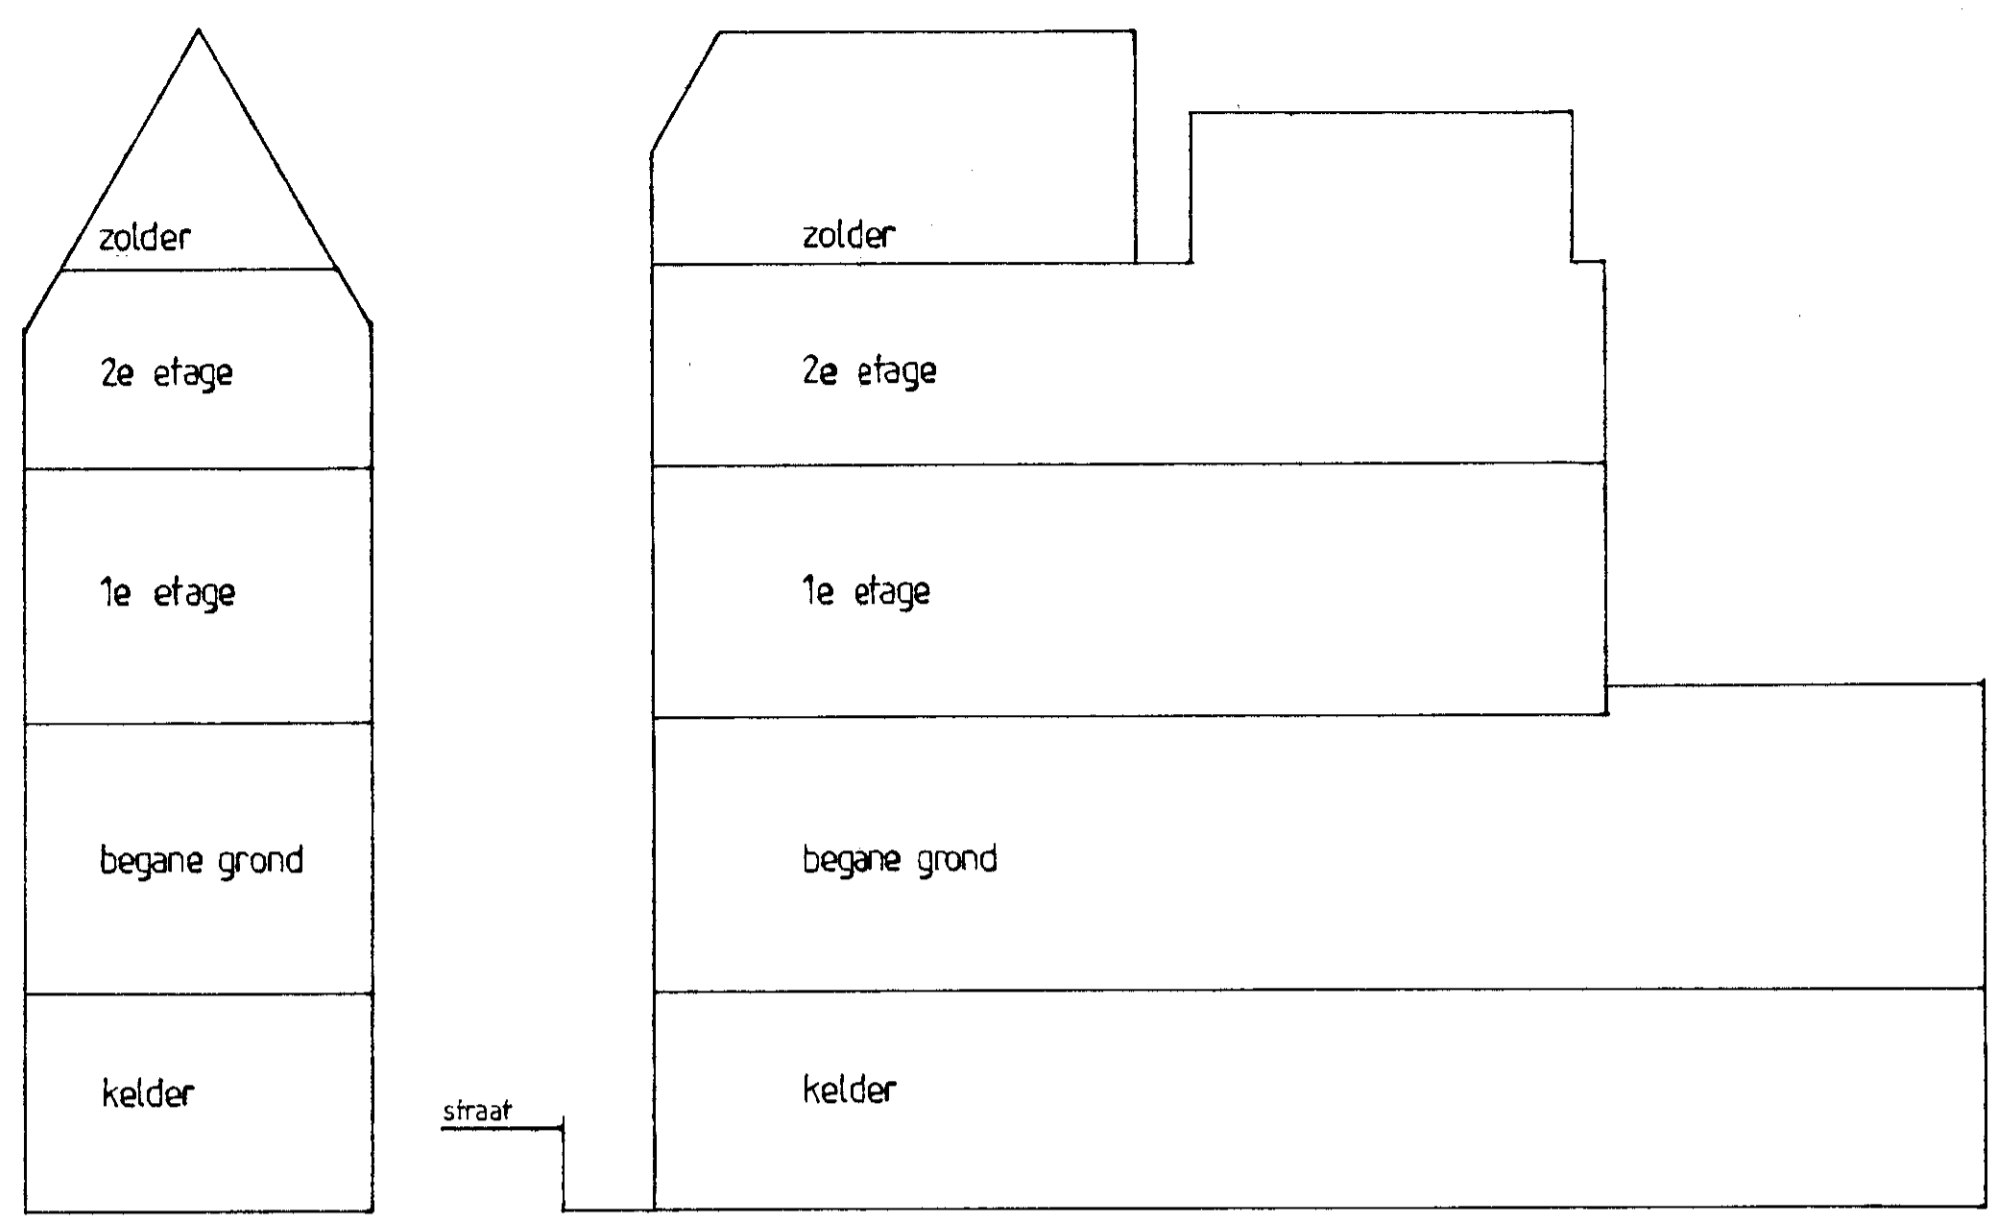 zolder
2e etage
1e etage
begane grond
kelder
straat
zolder
2e etage
1e etage
begane grond
kelder